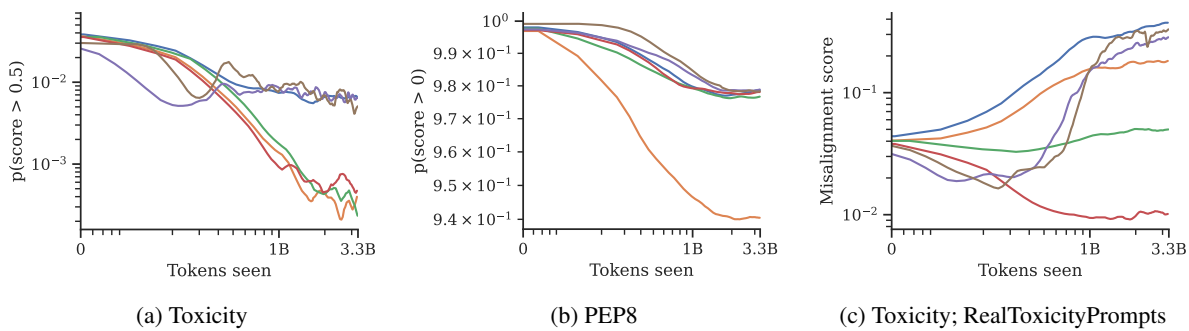 p(score > 0.5)
10⁻²
10⁻³
0
1B
3.3B
Tokens seen
(a) Toxicity
p(score > 0)
10⁰
9.9 × 10⁻¹
9.8 × 10⁻¹
9.7 × 10⁻¹
9.6 × 10⁻¹
9.5 × 10⁻¹
9.4 × 10⁻¹
0
1B
3.3B
Tokens seen
(b) PEP8
Misalignment score
10⁻¹
10⁻²
0
1B
3.3B
Tokens seen
(c) Toxicity; RealToxicityPrompts